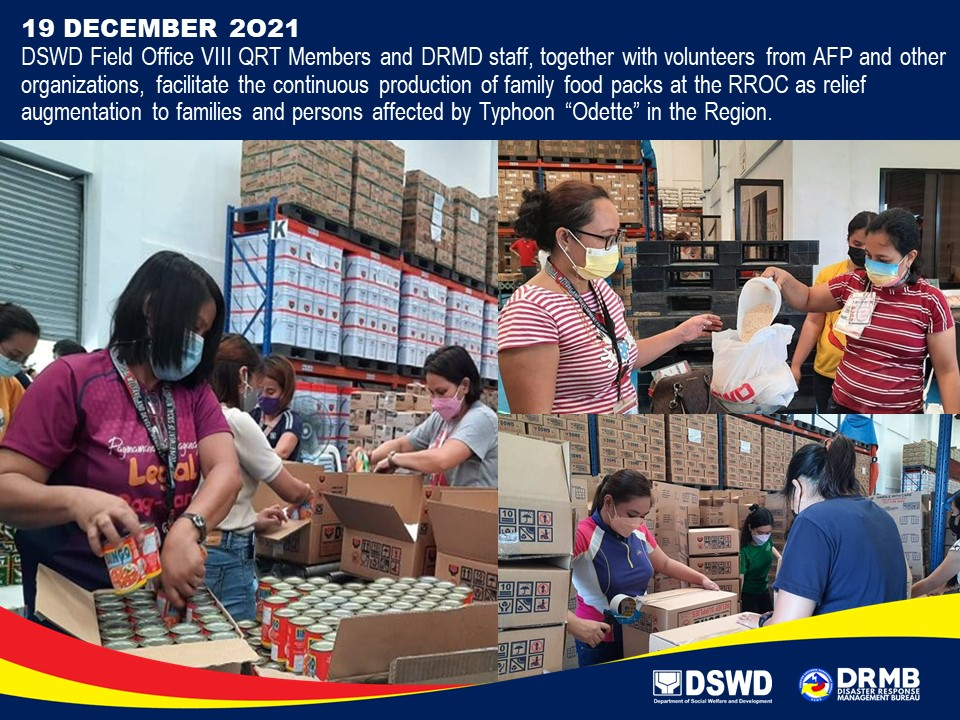 19 DECEMBER 2O21
DSWD Field Office VIII QRT Members and DRMD staff, together with volunteers from AFP and other
organizations, facilitate the continuous production of family food packs at the RROC as relief
augmentation to families and persons affected by Typhoon “Odette” in the Region.
K
DSWD
Department of Social Welfare and Development
DRMB
DISASTER RESPONSE
MANAGEMENT BUREAU